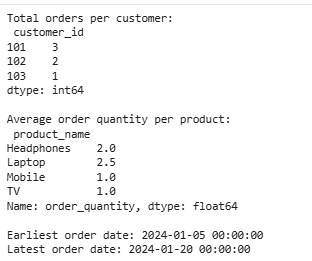 Total orders per customer:
customer_id
101    3
102    2
103    1
dtype: int64
Average order quantity per product:
product_name
Headphones    2.0
Laptop        2.5
Mobile        1.0
TV            1.0
Name: order_quantity, dtype: float64
Earliest order date: 2024-01-05 00:00:00
Latest order date: 2024-01-20 00:00:00